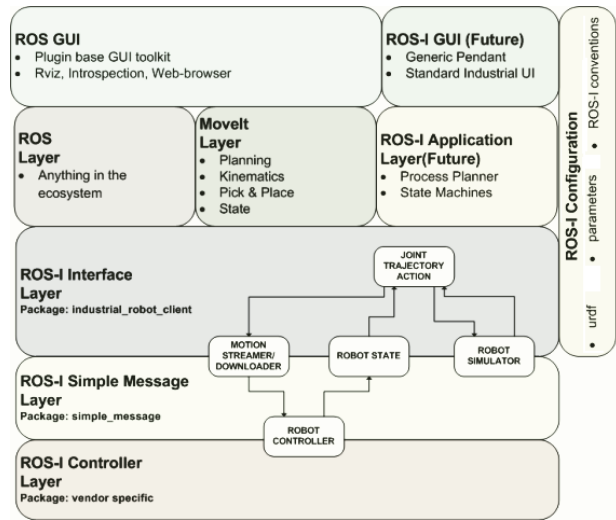 ROS GUI
• Plugin base GUI toolkit
• Rviz, Introspection, Web-browser
ROS-I GUI (Future)
• Generic Pendant
• Standard Industrial UI
ROS
Layer
• Anything in the
ecosystem
MoveIt
Layer
• Planning
• Kinematics
• Pick & Place
• State
ROS-I Application
Layer(Future)
• Process Planner
• State Machines
ROS-I Configuration
• urdf
• parameters
• ROS-I conventions
ROS-I Interface
Layer
Package: industrial_robot_client
JOINT
TRAJECTORY
ACTION
MOTION
STREAMER/
DOWNLOADER
ROBOT STATE
ROBOT
SIMULATOR
ROS-I Simple Message
Layer
Package: simple_message
ROBOT
CONTROLLER
ROS-I Controller
Layer
Package: vendor specific